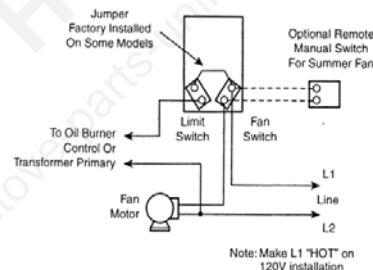 Jumper
Factory Installed
On Some Models
Optional Remote
Manual Switch
For Summer Fan
To Oil Burner
Control Or
Transformer Primary
Limit
Switch
Fan
Switch
L1
Line
L2
Fan
Motor
Note: Make L1 "HOT" on
120V installation